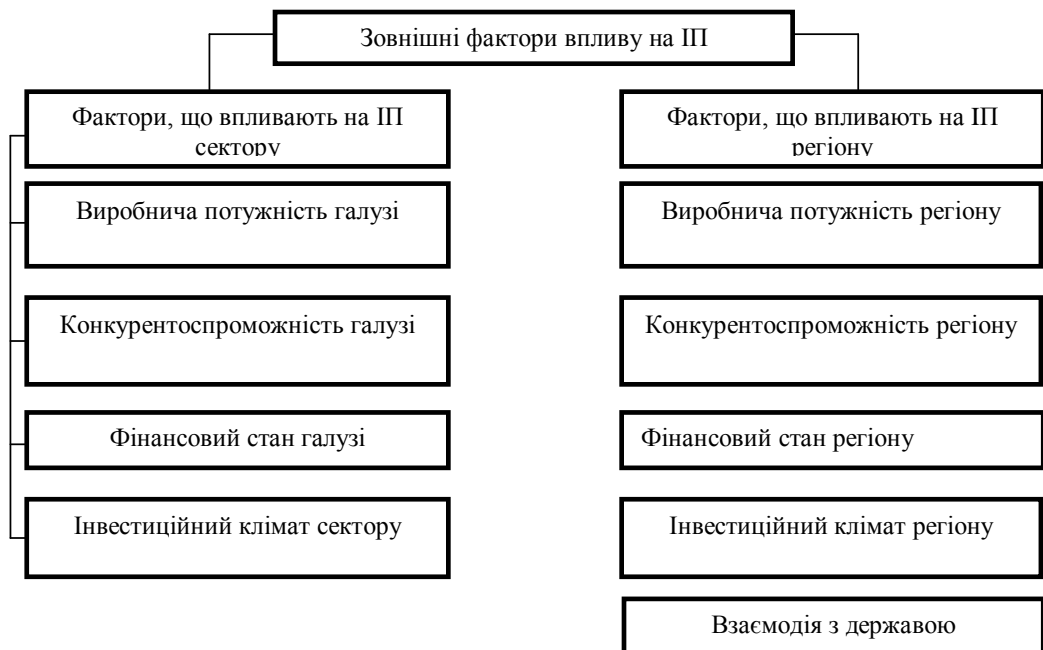 Зовнішні фактори впливу на ІП
Фактори, що впливають на ІП
сектору
Виробнича потужність галузі
Конкурентоспроможність галузі
Фінансовий стан галузі
Інвестиційний клімат сектору
Фактори, що впливають на ІП
регіону
Виробнича потужність регіону
Конкурентоспроможність регіону
Фінансовий стан регіону
Інвестиційний клімат регіону
Взаємодія з державою